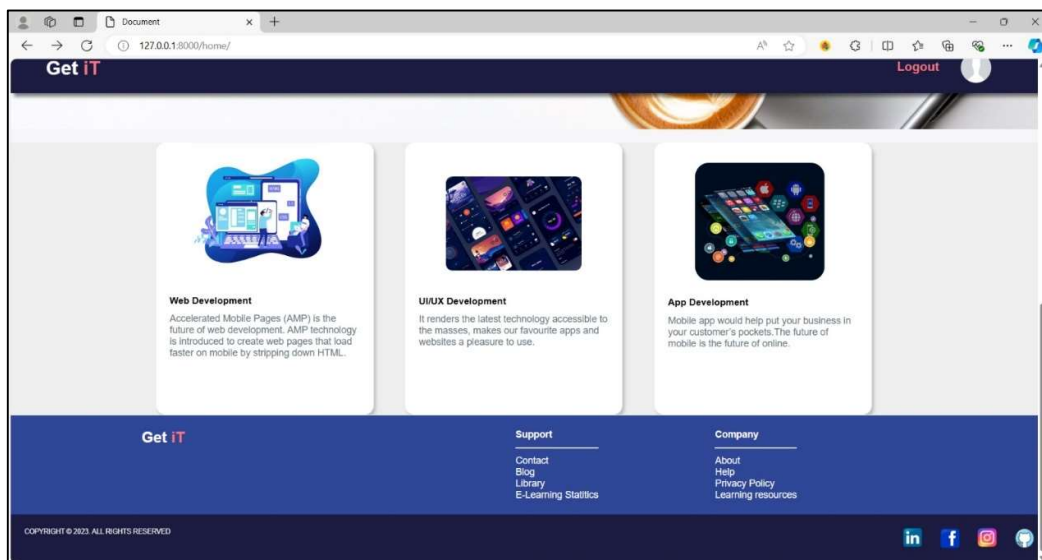 Document
127.0.0.1:8000/home/
Get iT
Logout
Web Development
Accelerated Mobile Pages (AMP) is the
future of web development. AMP technology
is introduced to create web pages that load
faster on mobile by stripping down HTML.
UI/UX Development
It renders the latest technology accessible to
the masses, makes our favourite apps and
websites a pleasure to use.
App Development
Mobile app would help put your business in
your customer's pockets.The future of
mobile is the future of online.
Get iT
Support
Contact
Blog
Library
E-Learning Statitics
Company
About
Help
Privacy Policy
Learning resources
COPYRIGHT © 2023. ALL RIGHTS RESERVED